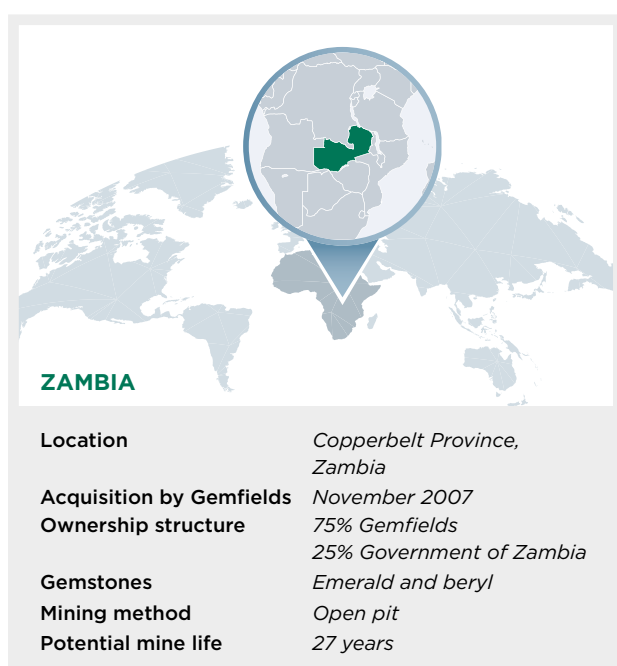 ZAMBIA
Location Copperbelt Province,
Zambia
Acquisition by Gemfields November 2007
Ownership structure 75% Gemfields
25% Government of Zambia
Gemstones Emerald and beryl
Mining method Open pit
Potential mine life 27 years